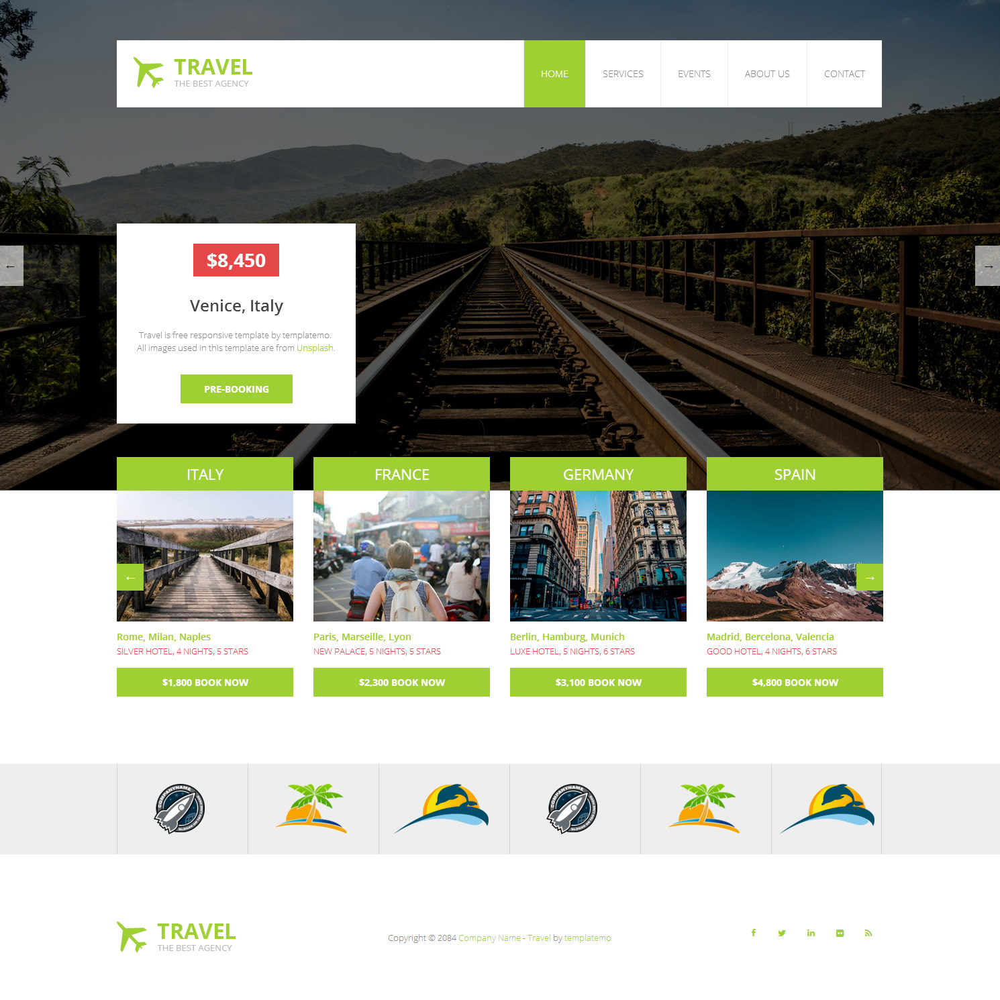 TRAVEL
THE BEST AGENCY
HOME
SERVICES
EVENTS
ABOUT US
CONTACT
←
→
$8,450
Venice, Italy
Travel is free responsive template by templatemo.
All images used in this template are from Unsplash.
PRE-BOOKING
ITALY
FRANCE
GERMANY
SPAIN
←
→
Rome, Milan, Naples
SILVER HOTEL, 4 NIGHTS, 5 STARS
$1,800 BOOK NOW
Paris, Marseille, Lyon
NEW PALACE, 5 NIGHTS, 5 STARS
$2,300 BOOK NOW
Berlin, Hamburg, Munich
LUXE HOTEL, 5 NIGHTS, 6 STARS
$3,100 BOOK NOW
Madrid, Bercelona, Valencia
GOOD HOTEL, 4 NIGHTS, 6 STARS
$4,800 BOOK NOW
COMPANYNAME
COMPANYNAME
TRAVEL
THE BEST AGENCY
Copyright © 2084 Company Name - Travel by templatemo